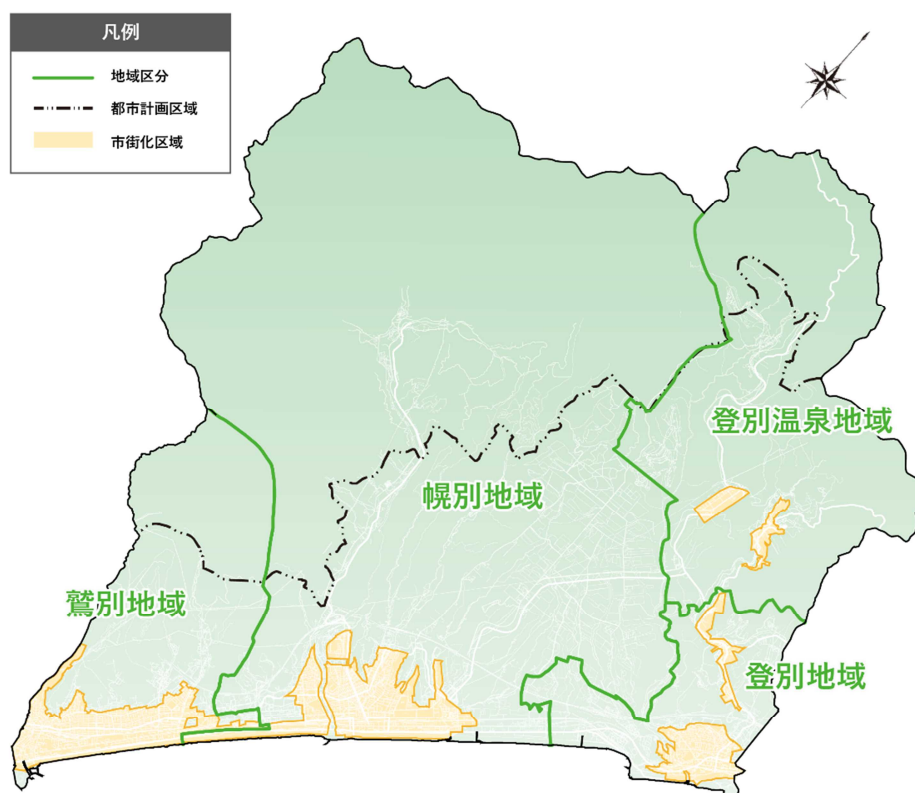 凡例
地域区分
都市計画区域
市街化区域
登別温泉地域
幌別地域
鷲別地域
登別地域